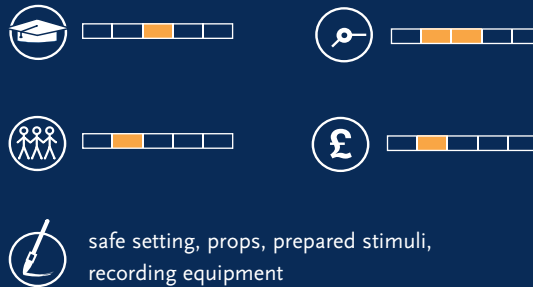 £
safe setting, props, prepared stimuli,
recording equipment